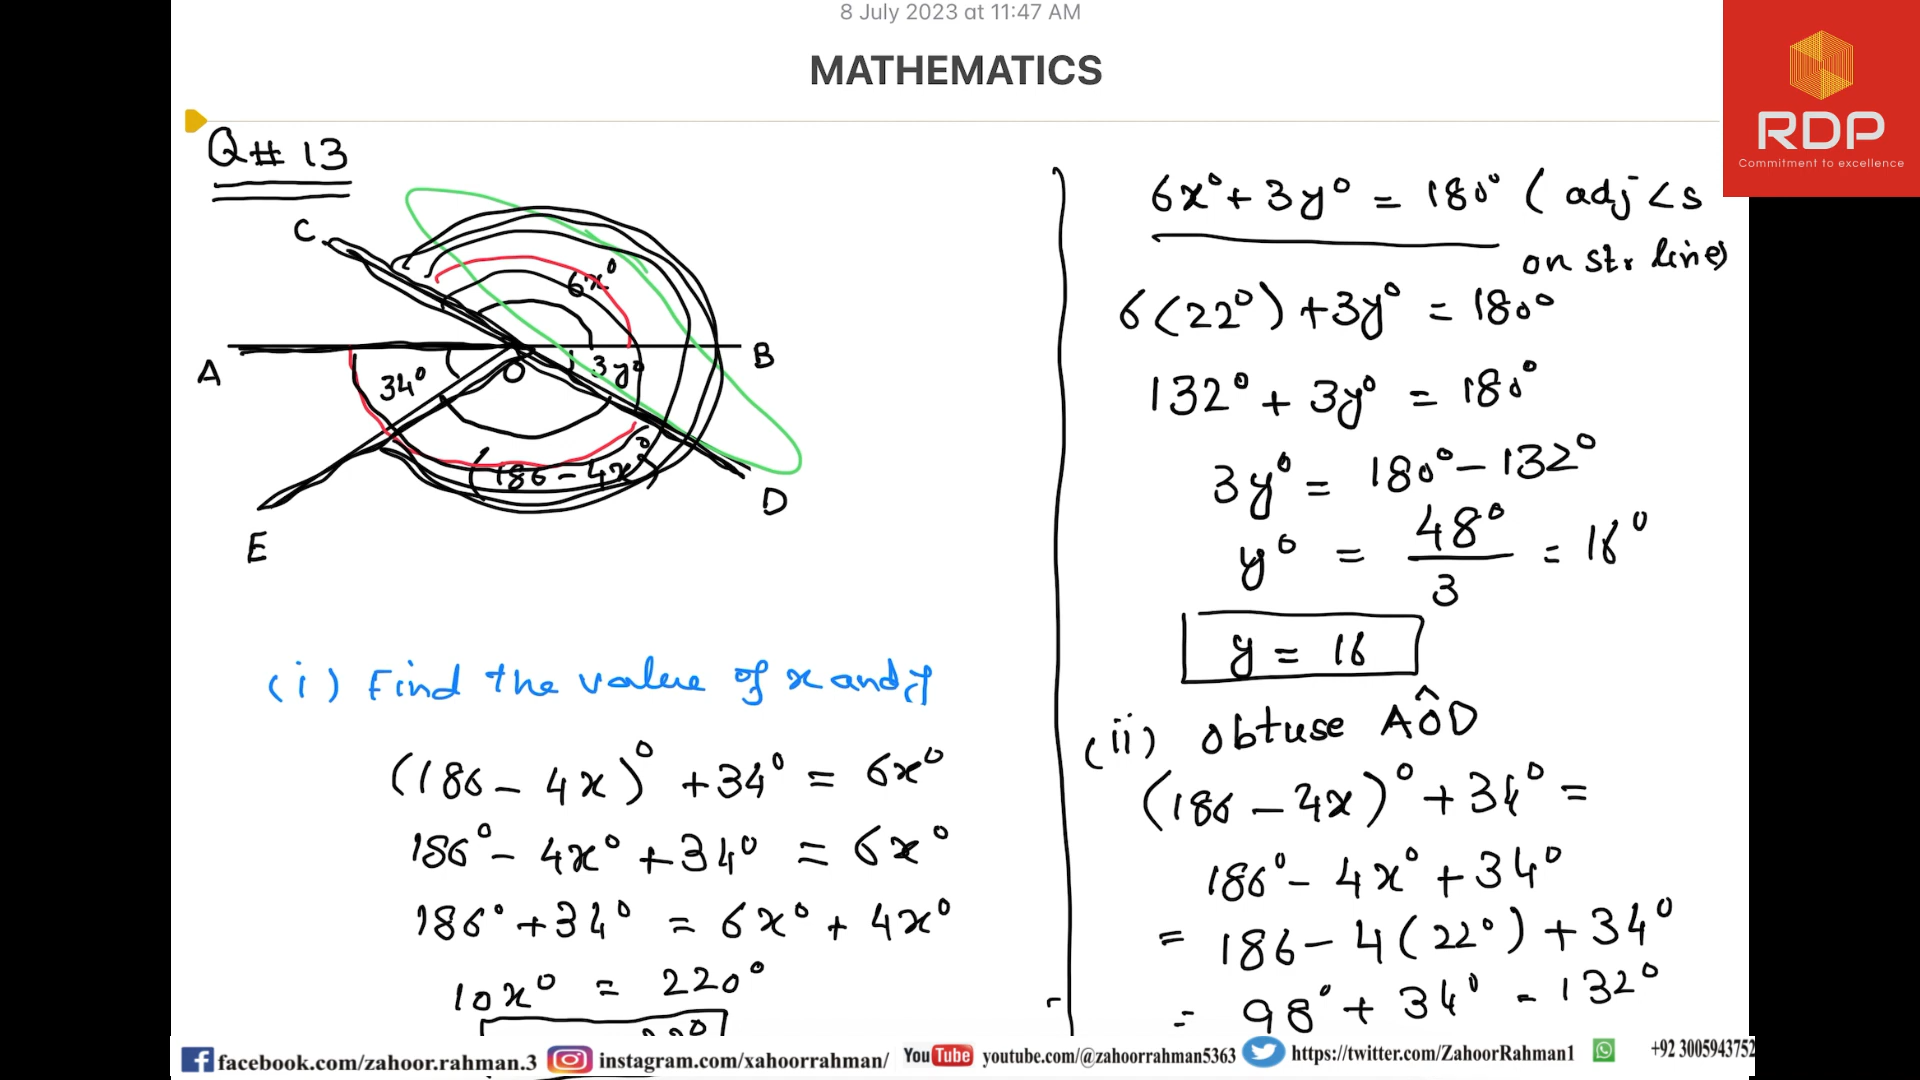 8 July 2023 at 11:47 AM
MATHEMATICS
RDP
Commitment to excellence
Q# 13
C
6x°
A
B
34°
O
3y°
(186 - 4x)°
D
E
(i) Find the value of x and y
(186 - 4x)° + 34° = 6x°
186° - 4x° + 34° = 6x°
186° + 34° = 6x° + 4x°
10x° = 220°
6x° + 3y° = 180° ( adj <s
on str line)
6(22°) + 3y° = 180°
132° + 3y° = 180°
3y° = 180° - 132°
y° = 48°/3 = 16°
y = 16
(ii) Obtuse AÔD
(186 - 4x)° + 34° =
186° - 4x° + 34°
= 186 - 4(22°) + 34°
= 98° + 34° = 132°
facebook.com/zahoor.rahman.3 instagram.com/xahoorrahman/ YouTube youtube.com/@zahoorrahman5363 https://twitter.com/ZahoorRahman1 +92 3005943752